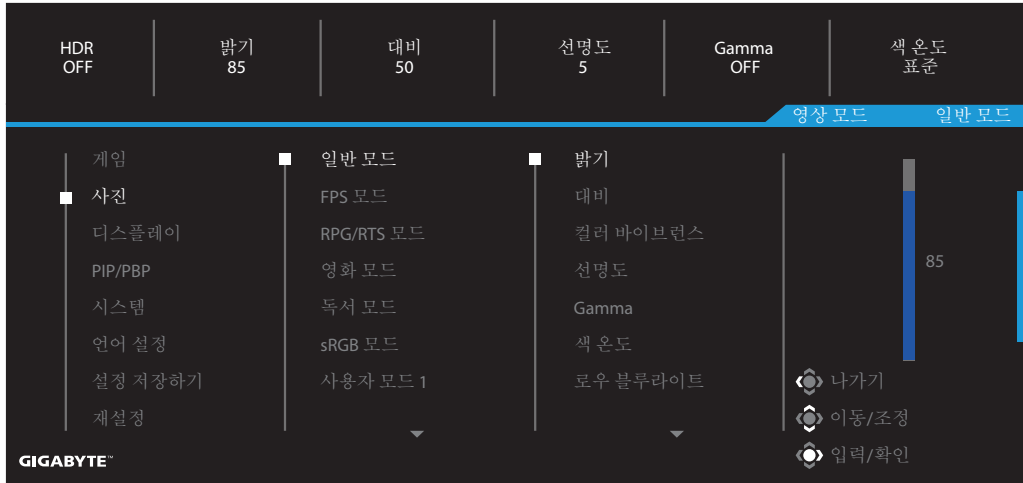 HDR
OFF
밝기
85
대비
50
선명도
5
Gamma
OFF
색 온도
표준
영상 모드
일반 모드
게임
사진
디스플레이
PIP/PBP
시스템
언어 설정
설정 저장하기
재설정
일반 모드
FPS 모드
RPG/RTS 모드
영화 모드
독서 모드
sRGB 모드
사용자 모드 1
밝기
대비
컬러 바이브런스
선명도
Gamma
색 온도
로우 블루라이트
85
나가기
이동/조정
입력/확인
GIGABYTE™